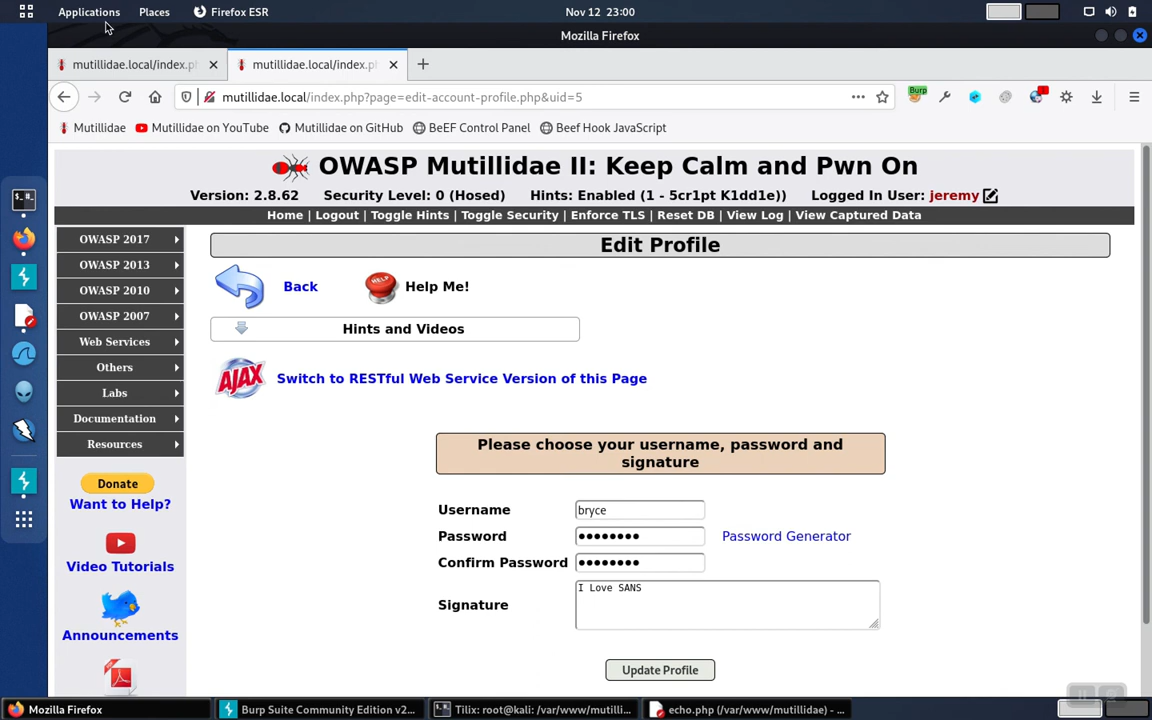 Applications Places Firefox ESR Nov 12 23:00
Mozilla Firefox
mutillidae.local/index.ph mutillidae.local/index.ph
Burp
mutillidae.local/index.php?page=edit-account-profile.php&uid=5 1
Mutillidae Mutillidae on YouTube Mutillidae on GitHub BeEF Control Panel Beef Hook JavaScript
OWASP Mutillidae II: Keep Calm and Pwn On
Version: 2.8.62 Security Level: 0 (Hosed) Hints: Enabled (1 - 5cr1pt K1dd1e)) Logged In User: jeremy
Home | Logout | Toggle Hints | Toggle Security | Enforce TLS | Reset DB | View Log | View Captured Data
OWASP 2017
OWASP 2013
OWASP 2010
OWASP 2007
Web Services
Others
Labs
Documentation
Resources
Donate
Want to Help?
Video Tutorials
Announcements
Edit Profile
Back HELP Help Me!
Hints and Videos
AJAX Switch to RESTful Web Service Version of this Page
Please choose your username, password and
signature
Username bryce
Password ●●●●●●●● Password Generator
Confirm Password ●●●●●●●●
Signature I Love SANS
Update Profile
Mozilla Firefox Burp Suite Community Edition v2... Tilix: root@kali: /var/www/mutilli... echo.php (/var/www/mutillidae) - ...